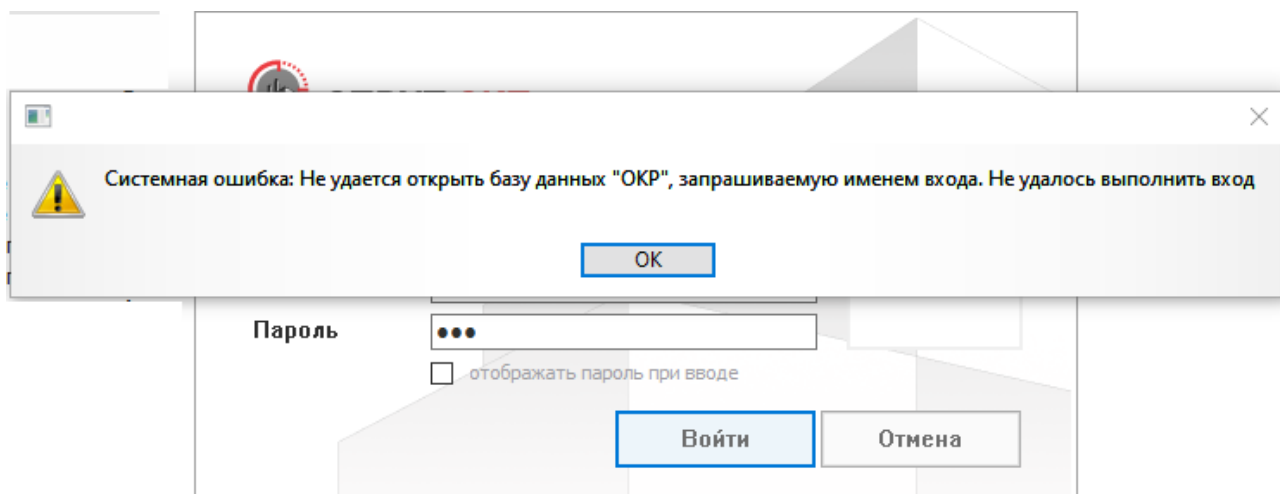 Системная ошибка: Не удается открыть базу данных "ОКР", запрашиваемую именем входа. Не удалось выполнить вход
OK
Пароль
отображать пароль при вводе
Войти
Отмена